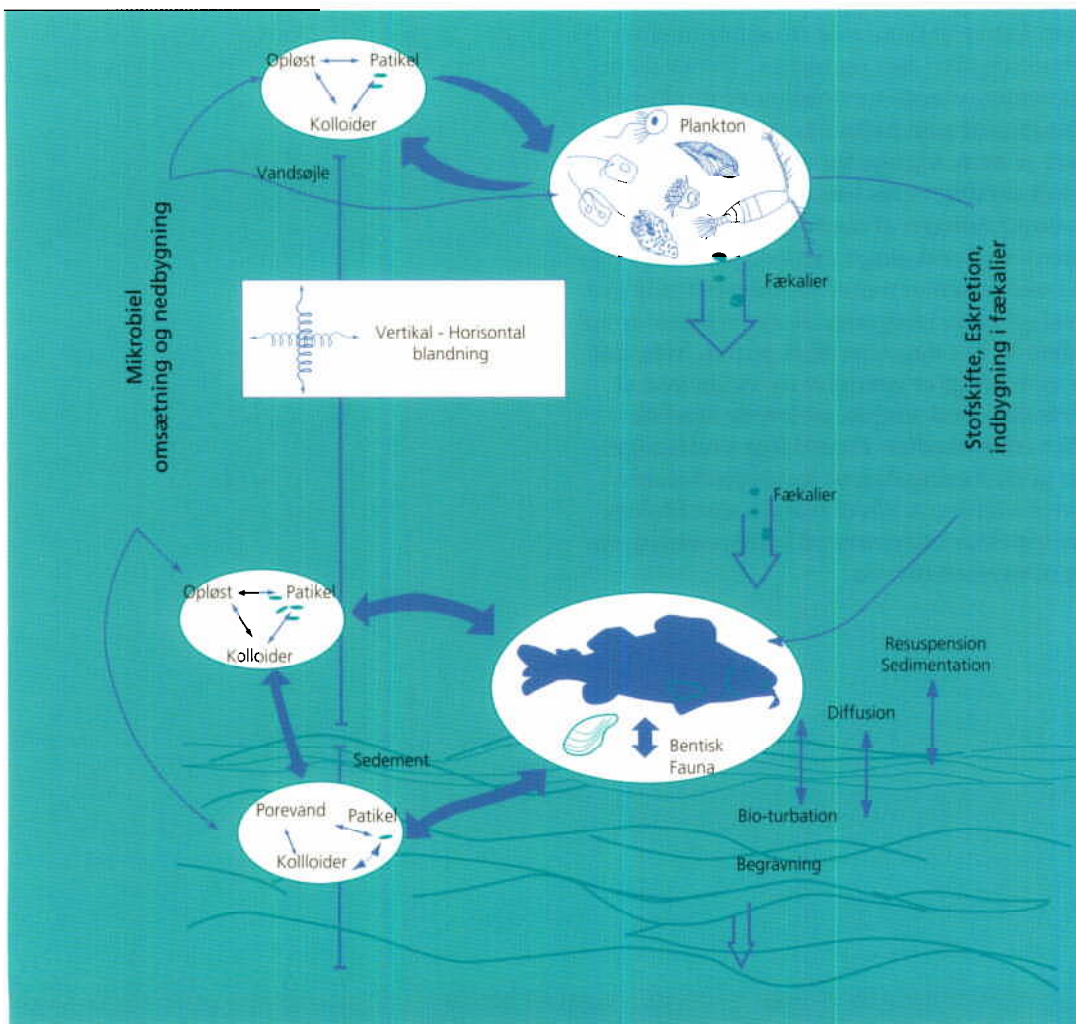 Opløst
Patikel
Kolloider
Plankton
Vandsøjle
Fækalier
Mikrobiel
omsætning og nedbygning
Vertikal - Horisontal
blandning
Stofskifte, Eskretion,
indbygning i fækalier
Fækalier
Opløst
Patikel
Kolloider
Resuspension
Sedimentation
Diffusion
Bentisk
Fauna
Sedement
Porevand
Patikel
Kollloider
Bio-turbation
Begravning